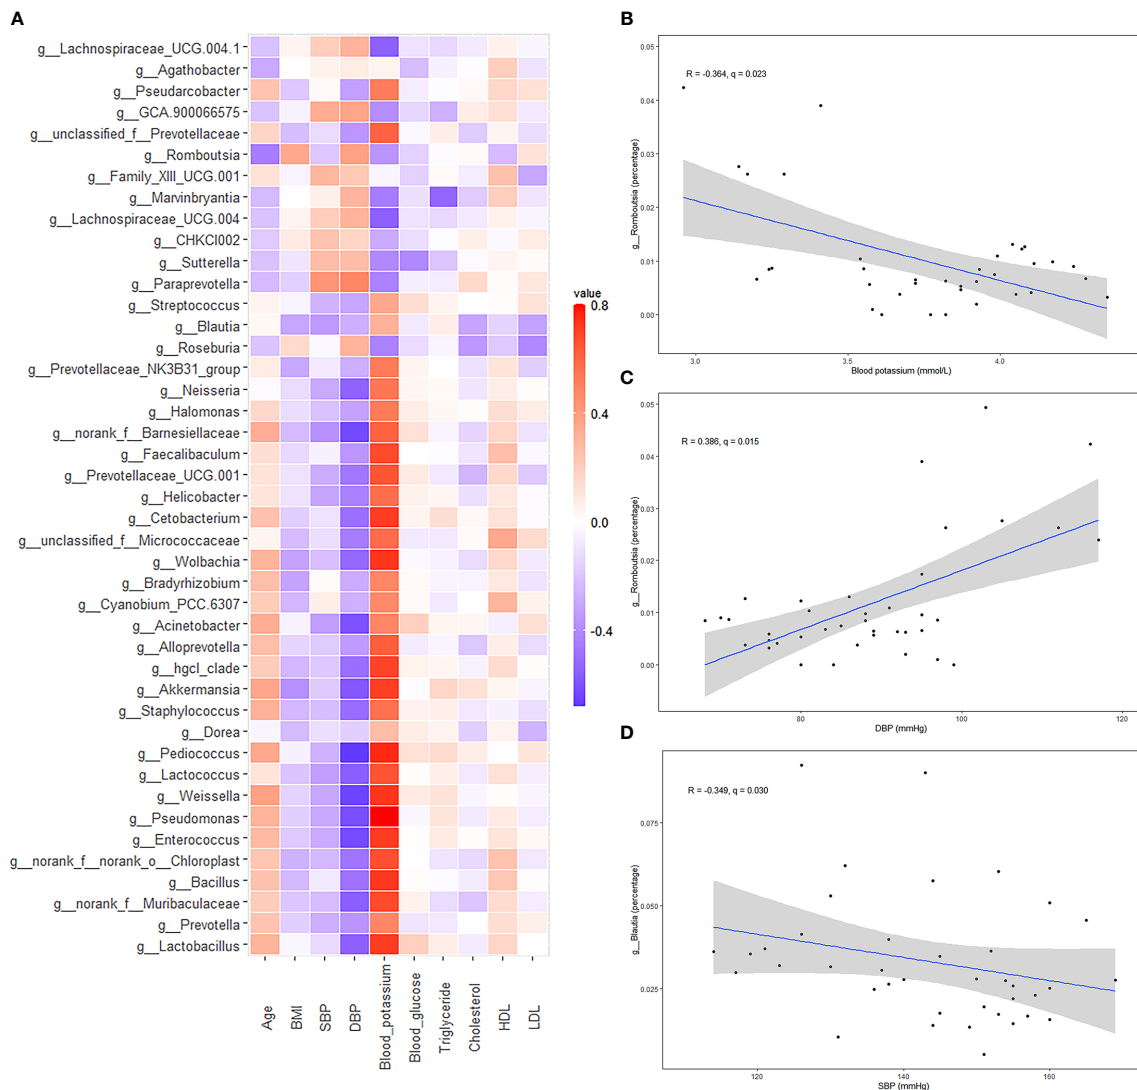 A
g__Lachnospiraceae_UCG.004.1
g__Agathobacter
g__Pseudarcobacter
g__GCA.900066575
g__unclassified_f__Prevotellaceae
g__Romboutsia
g__Family_XIII_UCG.001
g__Marvinbryantia
g__Lachnospiraceae_UCG.004
g__CHKCI002
g__Sutterella
g__Paraprevotella
g__Streptococcus
g__Blautia
g__Roseburia
g__Prevotellaceae_NK3B31_group
g__Neisseria
g__Halomonas
g__norank_f__Barnesiellaceae
g__Faecalibaculum
g__Prevotellaceae_UCG.001
g__Helicobacter
g__Cetobacterium
g__unclassified_f__Micrococcaceae
g__Wolbachia
g__Bradyrhizobium
g__Cyanobium_PCC.6307
g__Acinetobacter
g__Alloprevotella
g__hgcI_clade
g__Akkermansia
g__Staphylococcus
g__Dorea
g__Pediococcus
g__Lactococcus
g__Weissella
g__Pseudomonas
g__Enterococcus
g__norank_f__norank_o__Chloroplast
g__Bacillus
g__norank_f__Muribaculaceae
g__Prevotella
g__Lactobacillus
Age
BMI
SBP
DBP
Blood_potassium
Blood_glucose
Triglyceride
Cholesterol
HDL
LDL
value
0.8
0.4
0.0
-0.4
B
R = -0.364, q = 0.023
g__Romboutsia (percentage)
0.05
0.04
0.03
0.02
0.01
0.00
3.0
3.5
4.0
Blood potassium (mmol/L)
C
R = 0.386, q = 0.015
g__Romboutsia (percentage)
0.05
0.04
0.03
0.02
0.01
0.00
80
100
120
DBP (mmHg)
D
R = -0.349, q = 0.030
g__Blautia (percentage)
0.075
0.050
0.025
120
140
160
SBP (mmHg)